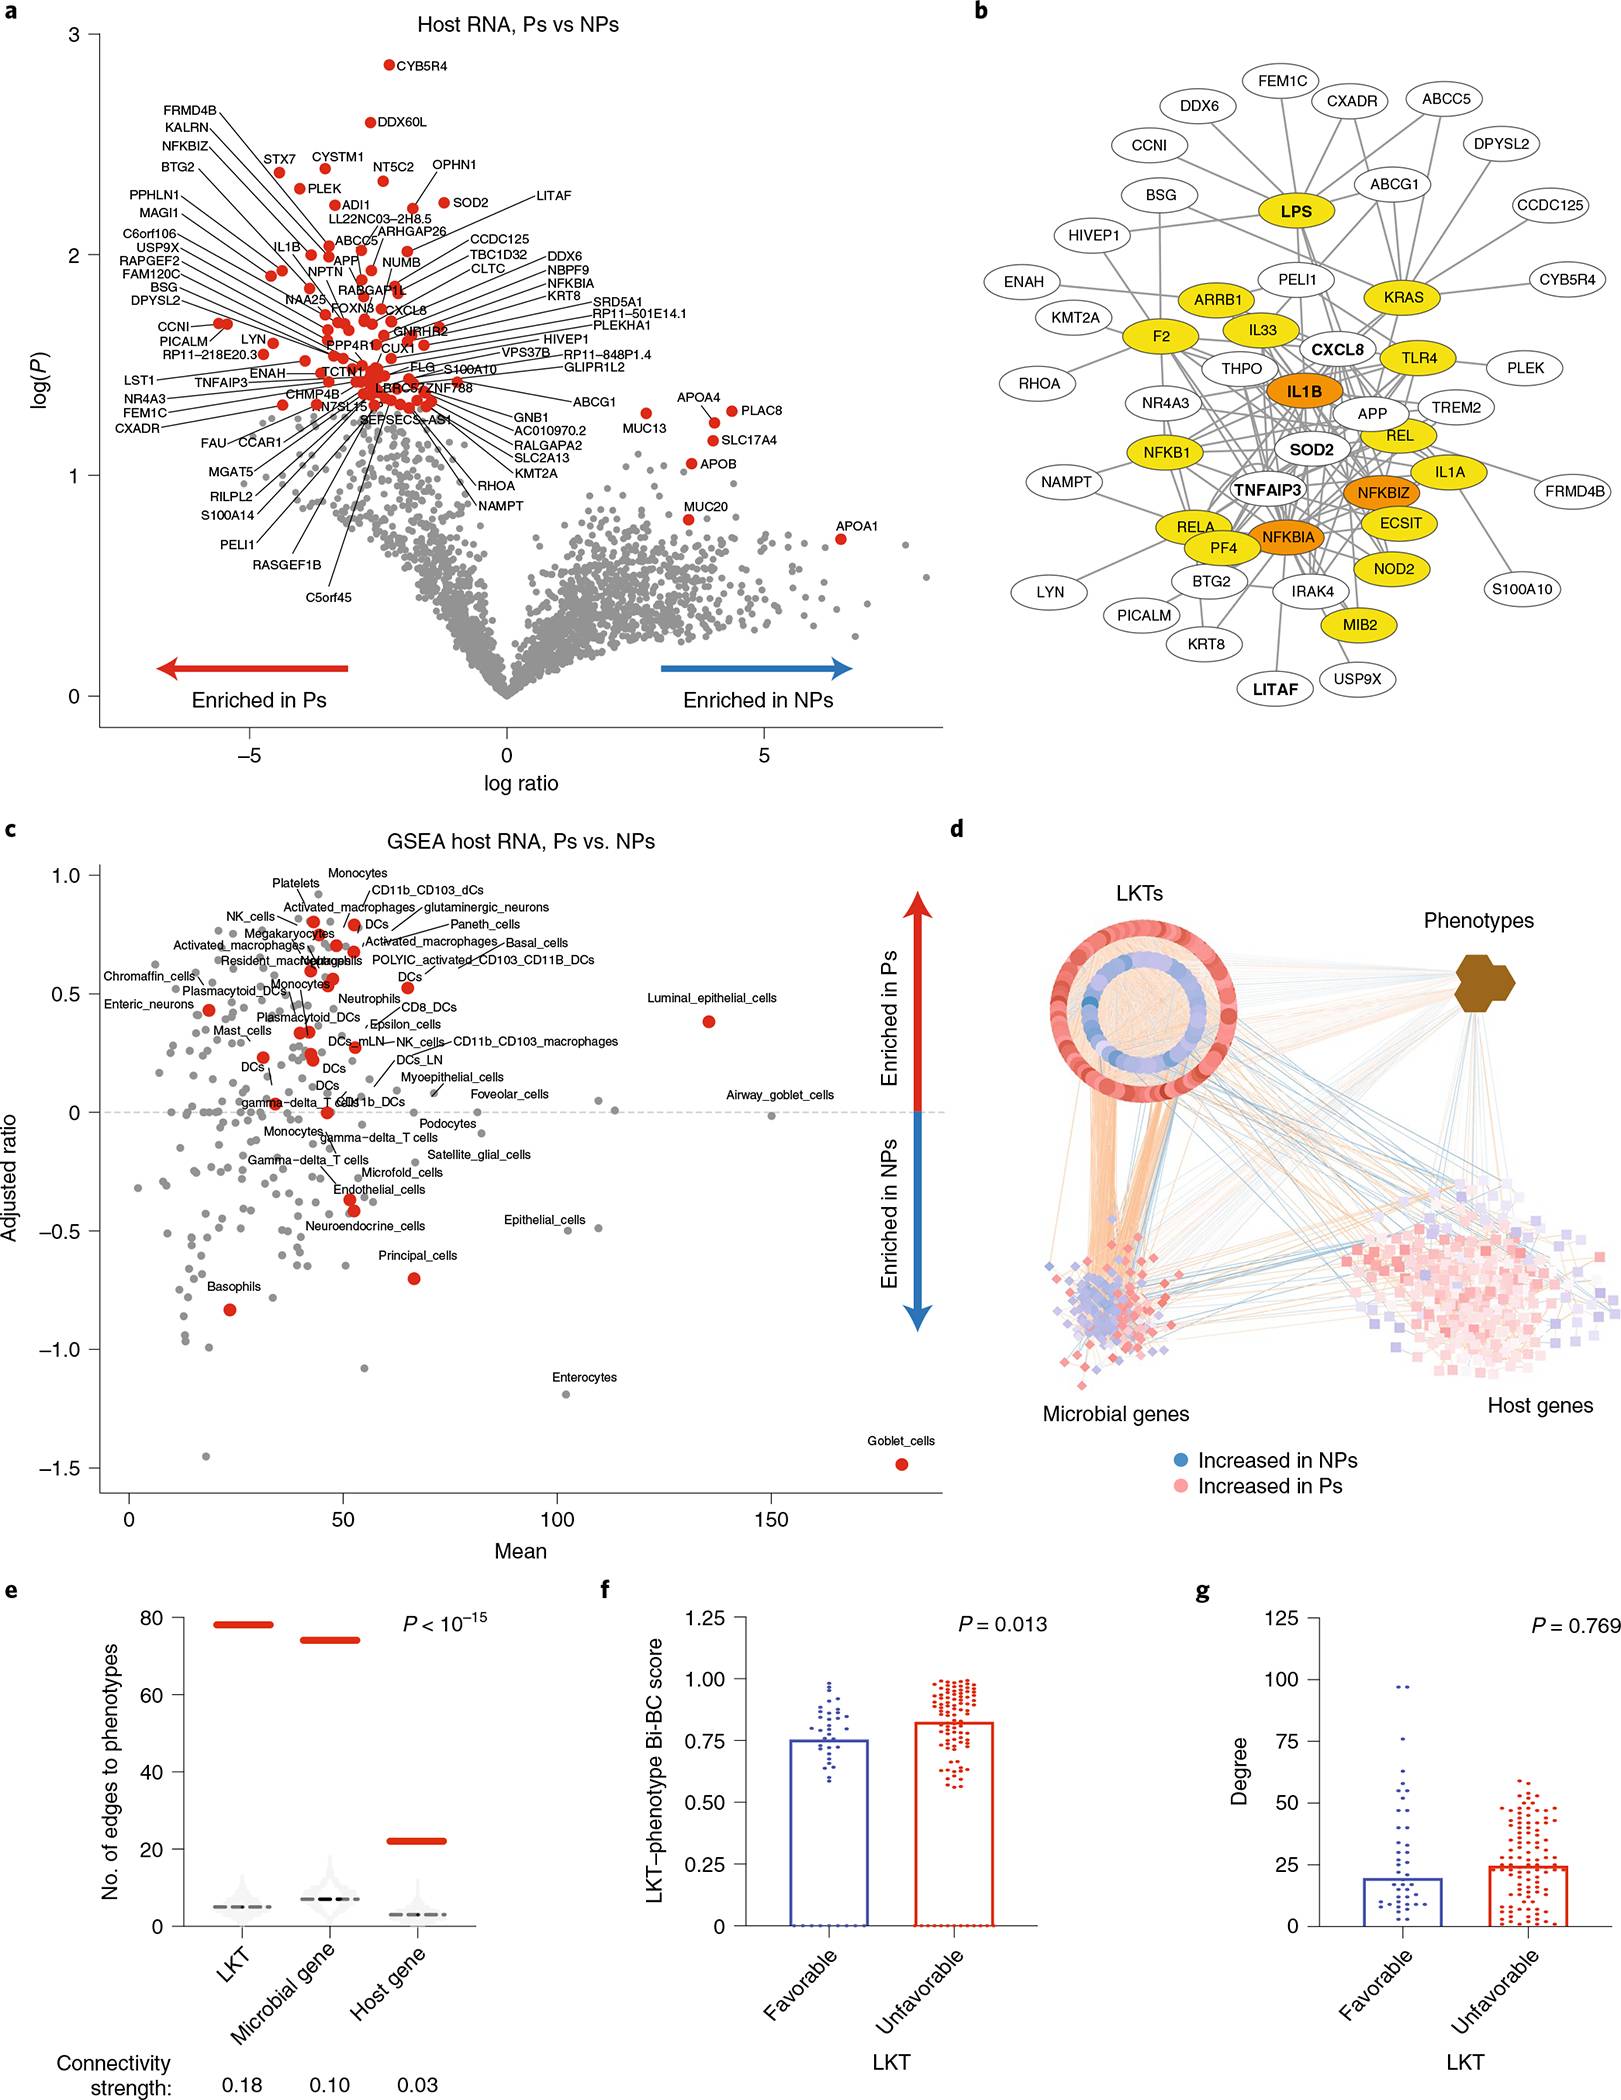 a
Host RNA, Ps vs NPs
3
2
1
0
log(P)
−5
0
5
log ratio
Enriched in Ps
Enriched in NPs
CYB5R4
DDX60L
FRMD4B
KALRN
NFKBIZ
BTG2
STX7
CYSTM1
NT5C2
OPHN1
PLEK
ADI1
SOD2
LITAF
PPHLN1
MAGI1
LL22NC03−2H8.5
ARHGAP26
C6orf106
USP9X
RAPGEF2
FAM120C
BSG
DPYSL2
IL1B
ABCC5
APP
NPTN
NUMB
CCDC125
TBC1D32
CLTC
DDX6
NBPF9
NFKBIA
KRT8
RABGAP1L
NAA25
FOXN3
CXCL8
SRD5A1
RP11−501E14.1
PLEKHA1
CCNI
PICALM
LYN
RP11−218E20.3
GNRHR2
PPP4R1
CUX1
HIVEP1
VPS37B
RP11−848P1.4
GLIPR1L2
LST1
ENAH
TCTN1
FLG
S100A10
TNFAIP3
NR4A3
FEM1C
CXADR
CHMP4B
LRRC57
ZNF788
RN7SL15
SEPSECS−AS1
ABCG1
GNB1
AC010970.2
RALGAPA2
SLC2A13
KMT2A
FAU
CCAR1
MGAT5
RILPL2
S100A14
RHOA
NAMPT
PELI1
RASGEF1B
C5orf45
MUC13
APOA4
PLAC8
SLC17A4
APOB
MUC20
APOA1
b
FEM1C
DDX6
CXADR
ABCC5
CCNI
DPYSL2
BSG
ABCG1
LPS
CCDC125
HIVEP1
ENAH
PELI1
CYB5R4
ARRB1
KRAS
KMT2A
F2
IL33
CXCL8
TLR4
THPO
PLEK
RHOA
IL1B
NR4A3
APP
TREM2
REL
NFKB1
SOD2
IL1A
NAMPT
TNFAIP3
NFKBIZ
FRMD4B
RELA
ECSIT
PF4
NFKBIA
NOD2
BTG2
LYN
IRAK4
S100A10
PICALM
MIB2
KRT8
LITAF
USP9X
c
GSEA host RNA, Ps vs. NPs
1.0
0.5
0
−0.5
−1.0
−1.5
Adjusted ratio
0
50
100
150
Mean
Enriched in Ps
Enriched in NPs
Monocytes
Platelets
CD11b_CD103_dCs
Activated_macrophages
glutaminergic_neurons
NK_cells
DCs
Paneth_cells
Megakaryocytes
Activated_macrophages
Activated_macrophages
Basal_cells
Resident_macrophages
POLYIC_activated_CD103_CD11B_DCs
Chromaffin_cells
DCs
Plasmacytoid_DCs
Monocytes
Enteric_neurons
Neutrophils
CD8_DCs
Luminal_epithelial_cells
Plasmacytoid_DCs
Epsilon_cells
Mast_cells
DCs_mLN
NK_cells
CD11b_CD103_macrophages
DCs
DCs
DCs_LN
DCs
Myoepithelial_cells
gamma−delta_T cells
CD11b_DCs
Foveolar_cells
Airway_goblet_cells
Monocytes
gamma−delta_T cells
Podocytes
Gamma−delta_T cells
Satellite_glial_cells
Microfold_cells
Endothelial_cells
Neuroendocrine_cells
Epithelial_cells
Principal_cells
Basophils
Enterocytes
Goblet_cells
d
LKTs
Phenotypes
Microbial genes
Host genes
Increased in NPs
Increased in Ps
e
P < 10−15
80
60
40
20
0
No. of edges to phenotypes
LKT
Microbial gene
Host gene
Connectivity
strength:
0.18
0.10
0.03
f
P = 0.013
1.25
1.00
0.75
0.50
0.25
0
LKT−phenotype Bi-BC score
Favorable
Unfavorable
LKT
g
P = 0.769
125
100
75
50
25
0
Degree
Favorable
Unfavorable
LKT